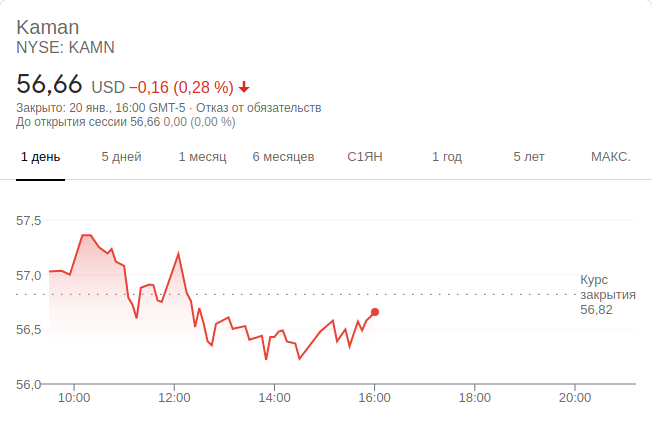 Kaman
NYSE: KAMN
56,66 USD −0,16 (0,28 %)
Закрыто: 20 янв., 16:00 GMT-5 · Отказ от обязательств
До открытия сессии 56,66 0,00 (0,00 %)
1 день 5 дней 1 месяц 6 месяцев С1ЯН 1 год 5 лет МАКС.
57,5
57,0
Курс
закрытия
56,82
56,5
56,0
10:00 12:00 14:00 16:00 18:00 20:00